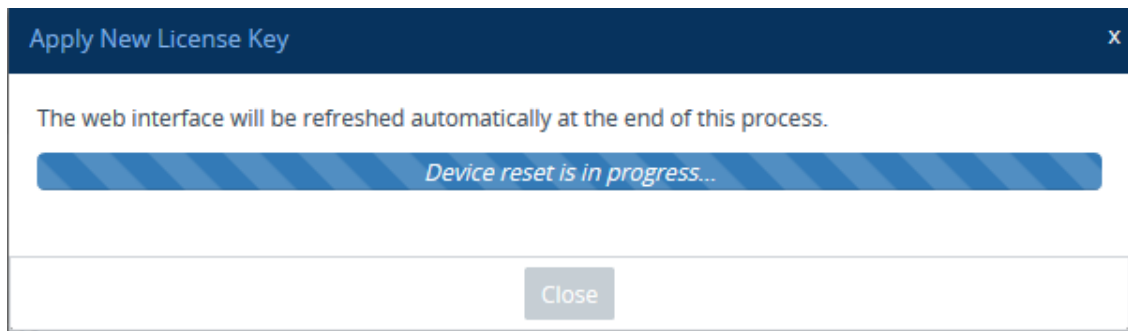 Apply New License Key x
The web interface will be refreshed automatically at the end of this process.
Device reset is in progress...
Close